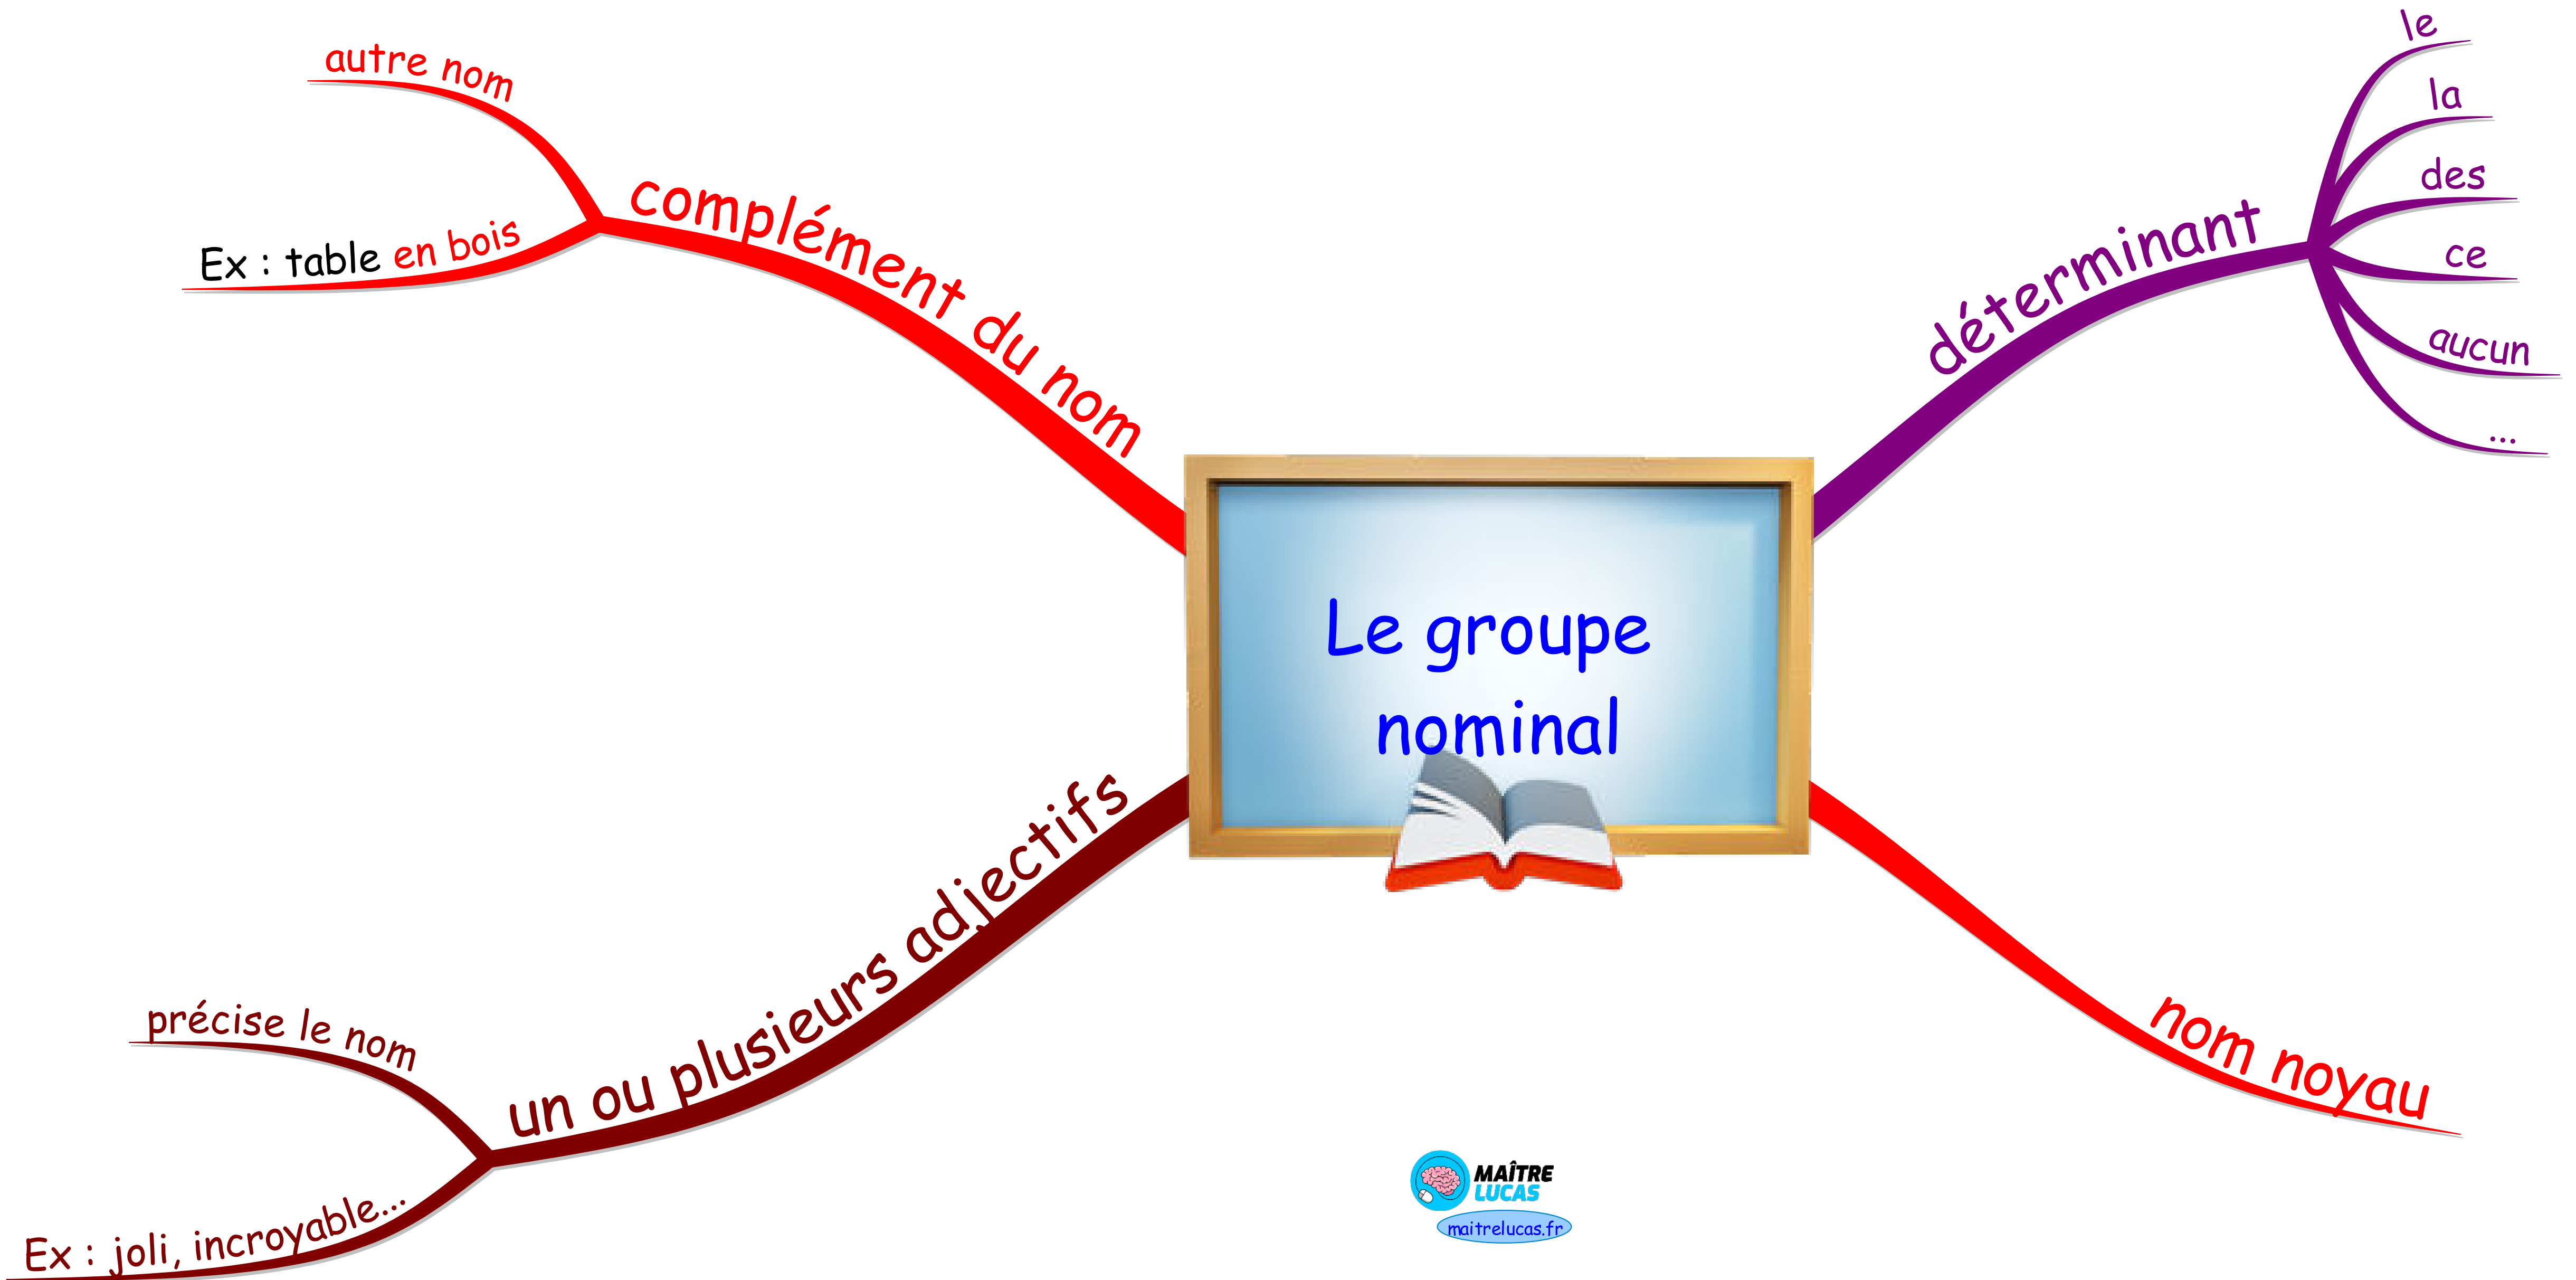 Le groupe
nominal
déterminant
le
la
des
ce
aucun
...
nom noyau
un ou plusieurs adjectifs
précise le nom
Ex : joli, incroyable...
complément du nom
autre nom
Ex : table en bois
MAÎTRE
LUCAS
maitrelucas.fr